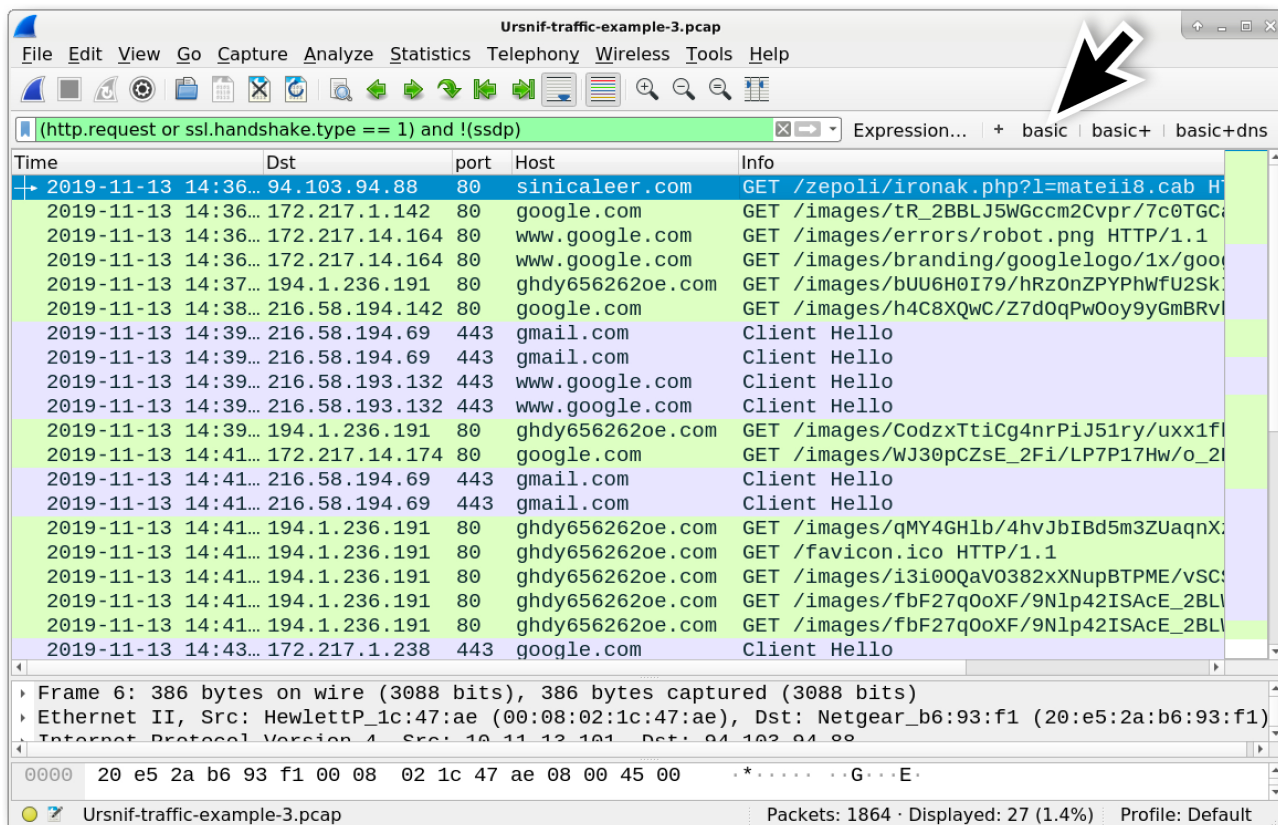 Ursnif-traffic-example-3.pcap
File Edit View Go Capture Analyze Statistics Telephony Wireless Tools Help
(http.request or ssl.handshake.type == 1) and !(ssdp) Expression... + basic basic+ basic+dns
Time Dst port Host Info
2019-11-13 14:36… 94.103.94.88 80 sinicaleer.com GET /zepoli/ironak.php?l=mateii8.cab HT
2019-11-13 14:36… 172.217.1.142 80 google.com GET /images/tR_2BBLJ5WGccm2Cvpr/7c0TGCa
2019-11-13 14:36… 172.217.14.164 80 www.google.com GET /images/errors/robot.png HTTP/1.1
2019-11-13 14:36… 172.217.14.164 80 www.google.com GET /images/branding/googlelogo/1x/goog
2019-11-13 14:37… 194.1.236.191 80 ghdy656262oe.com GET /images/bUU6H0I79/hRzOnZPYPhWfU2Sk
2019-11-13 14:38… 216.58.194.142 80 google.com GET /images/h4C8XQwC/Z7dOqPwOoy9yGmBRv
2019-11-13 14:39… 216.58.194.69 443 gmail.com Client Hello
2019-11-13 14:39… 216.58.194.69 443 gmail.com Client Hello
2019-11-13 14:39… 216.58.193.132 443 www.google.com Client Hello
2019-11-13 14:39… 216.58.193.132 443 www.google.com Client Hello
2019-11-13 14:39… 194.1.236.191 80 ghdy656262oe.com GET /images/CodzxTtiCg4nrPiJ51ry/uxx1f
2019-11-13 14:41… 172.217.14.174 80 google.com GET /images/WJ30pCZsE_2Fi/LP7P17Hw/o_2
2019-11-13 14:41… 216.58.194.69 443 gmail.com Client Hello
2019-11-13 14:41… 216.58.194.69 443 gmail.com Client Hello
2019-11-13 14:41… 194.1.236.191 80 ghdy656262oe.com GET /images/qMY4GHlb/4hvJbIBd5m3ZUaqnX
2019-11-13 14:41… 194.1.236.191 80 ghdy656262oe.com GET /favicon.ico HTTP/1.1
2019-11-13 14:41… 194.1.236.191 80 ghdy656262oe.com GET /images/i3i0OQaVO382xXNupBTPME/vSC
2019-11-13 14:41… 194.1.236.191 80 ghdy656262oe.com GET /images/fbF27qOoXF/9Nlp42ISAcE_2BL
2019-11-13 14:41… 194.1.236.191 80 ghdy656262oe.com GET /images/fbF27qOoXF/9Nlp42ISAcE_2BL
2019-11-13 14:43… 172.217.1.238 443 google.com Client Hello
Frame 6: 386 bytes on wire (3088 bits), 386 bytes captured (3088 bits)
Ethernet II, Src: HewlettP_1c:47:ae (00:08:02:1c:47:ae), Dst: Netgear_b6:93:f1 (20:e5:2a:b6:93:f1)
Internet Protocol Version 4, Src: 10.11.13.101, Dst: 94.103.94.88
0000 20 e5 2a b6 93 f1 00 08 02 1c 47 ae 08 00 45 00 ·*····· ··G···E·
Ursnif-traffic-example-3.pcap Packets: 1864 · Displayed: 27 (1.4%) Profile: Default